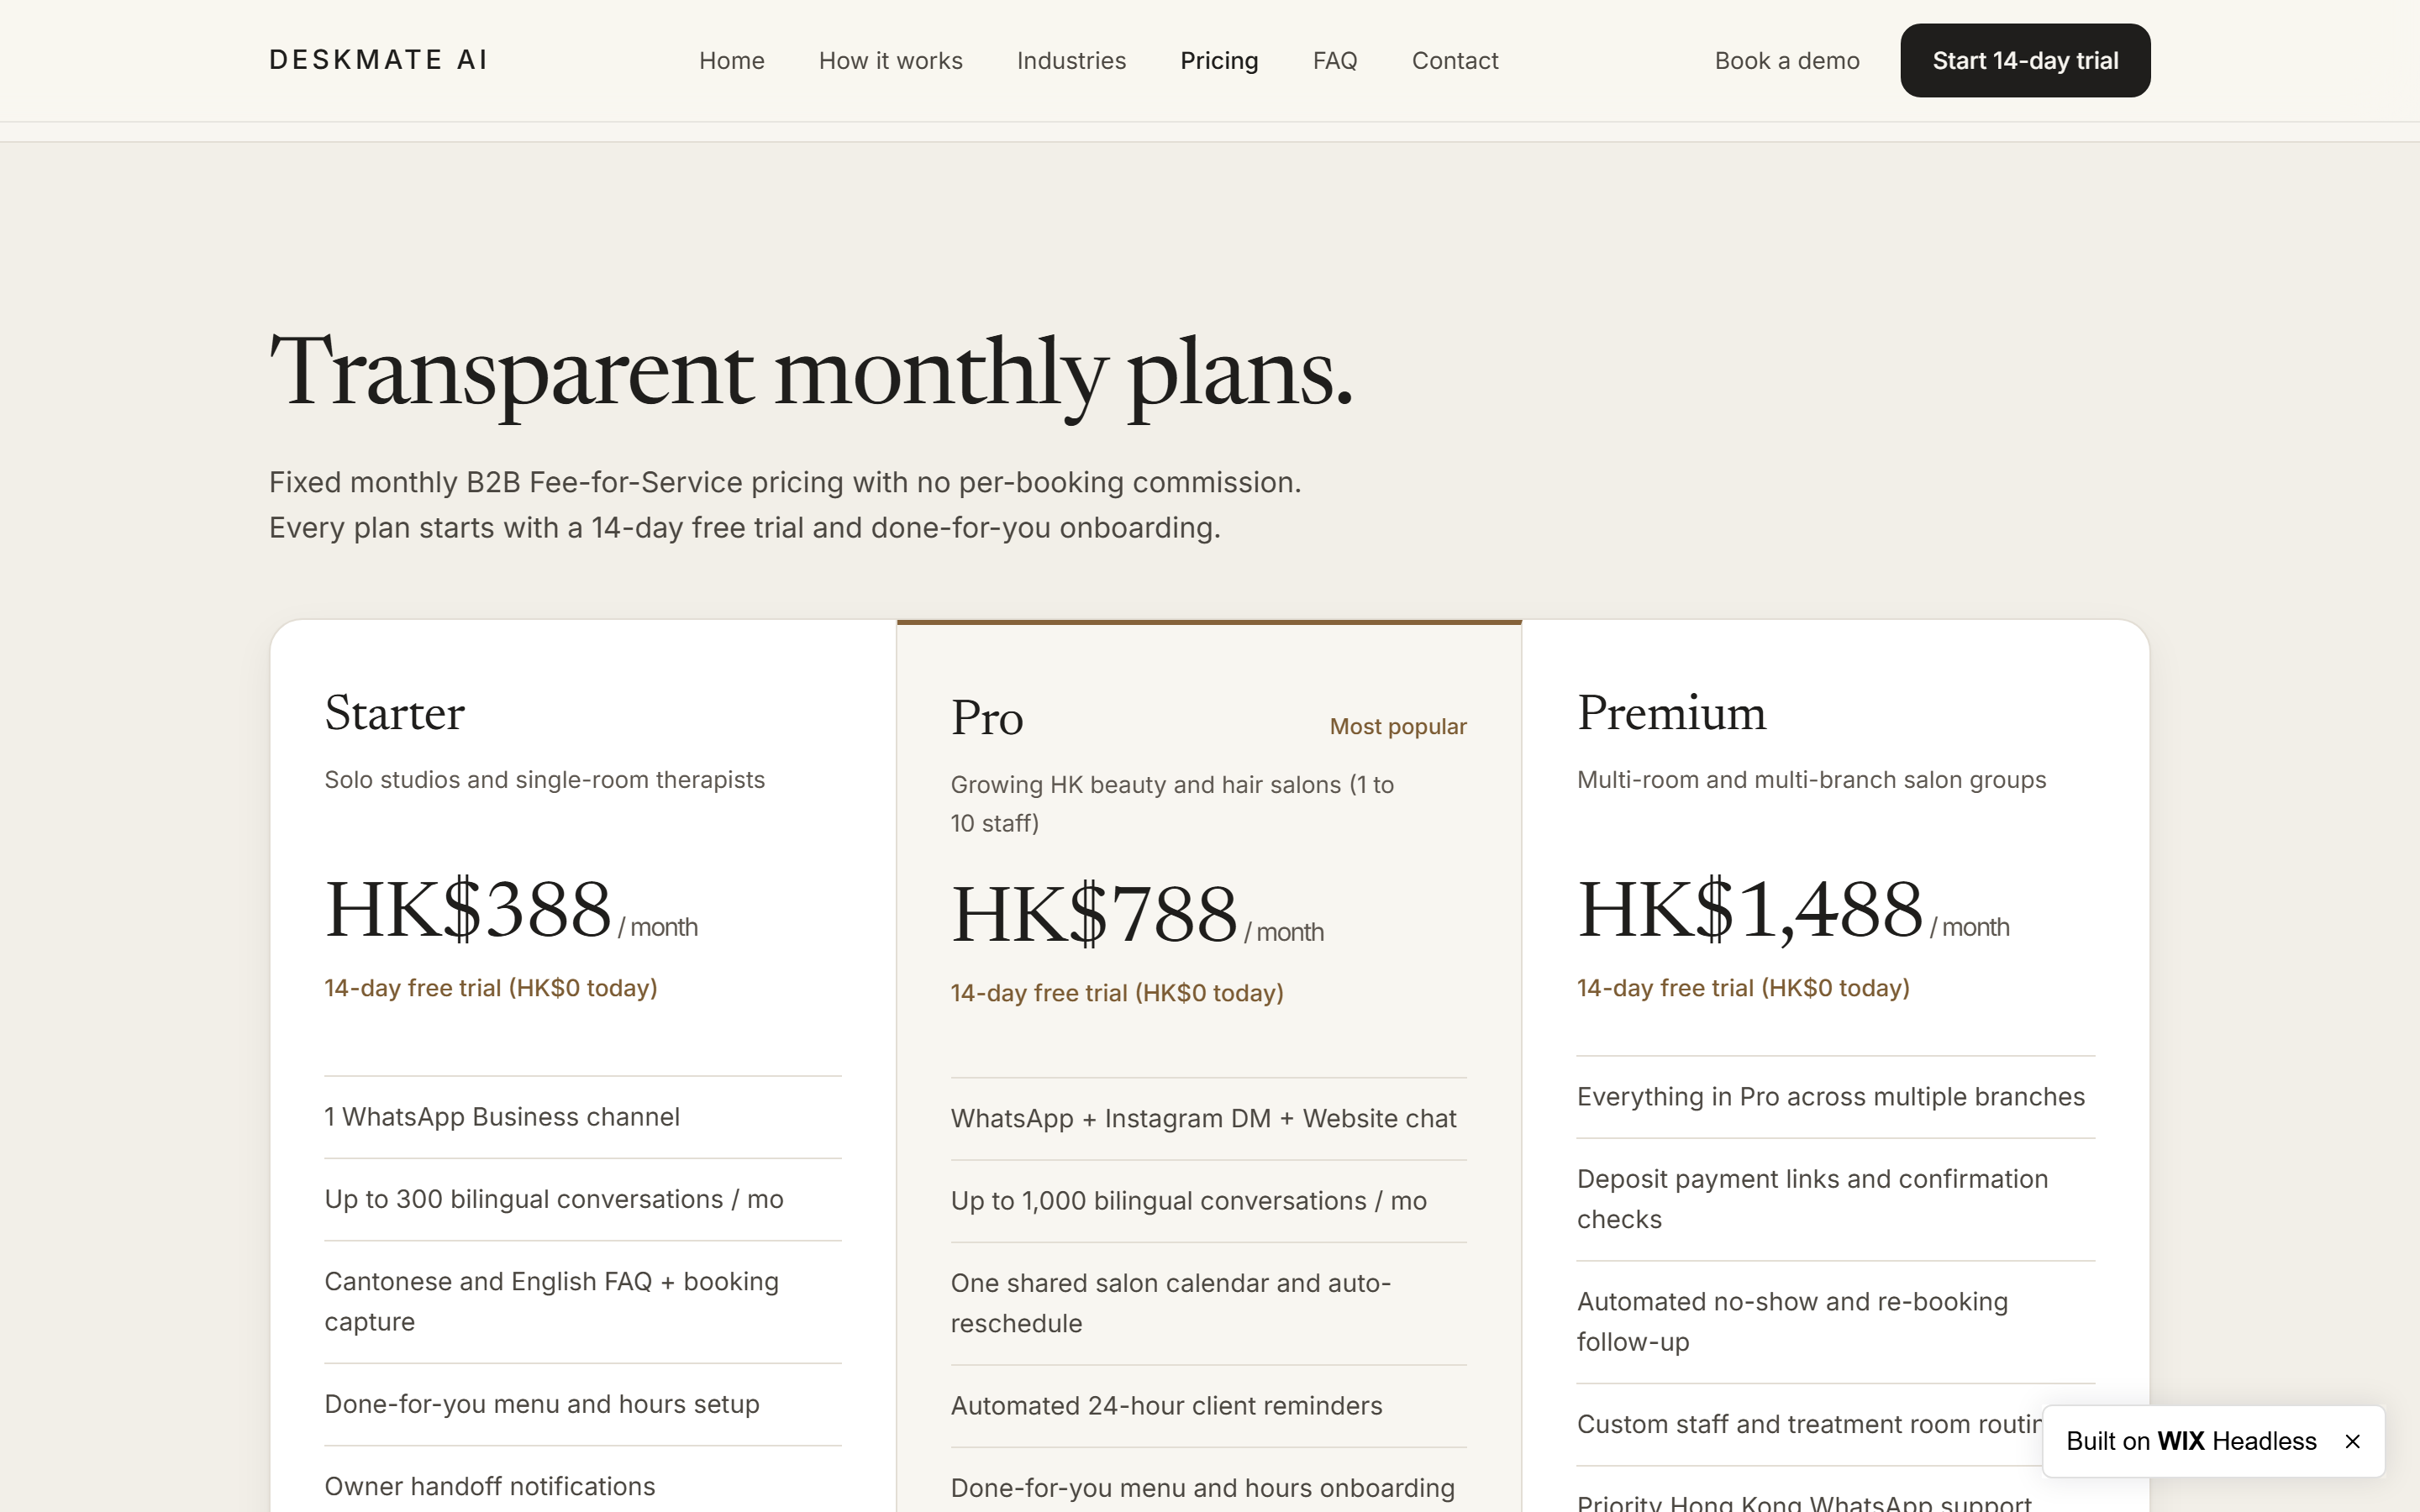 DESKMATE AI
Home
How it works
Industries
Pricing
FAQ
Contact
Book a demo
Start 14-day trial
Transparent monthly plans.
Fixed monthly B2B Fee-for-Service pricing with no per-booking commission.
Every plan starts with a 14-day free trial and done-for-you onboarding.
Starter
Solo studios and single-room therapists
HK$388 / month
14-day free trial (HK$0 today)
1 WhatsApp Business channel
Up to 300 bilingual conversations / mo
Cantonese and English FAQ + booking
capture
Done-for-you menu and hours setup
Owner handoff notifications
Pro
Most popular
Growing HK beauty and hair salons (1 to
10 staff)
HK$788 / month
14-day free trial (HK$0 today)
WhatsApp + Instagram DM + Website chat
Up to 1,000 bilingual conversations / mo
One shared salon calendar and auto-
reschedule
Automated 24-hour client reminders
Done-for-you menu and hours onboarding
Premium
Multi-room and multi-branch salon groups
HK$1,488 / month
14-day free trial (HK$0 today)
Everything in Pro across multiple branches
Deposit payment links and confirmation
checks
Automated no-show and re-booking
follow-up
Custom staff and treatment room
Priority Hong Kong WhatsApp support
Built on WIX Headless